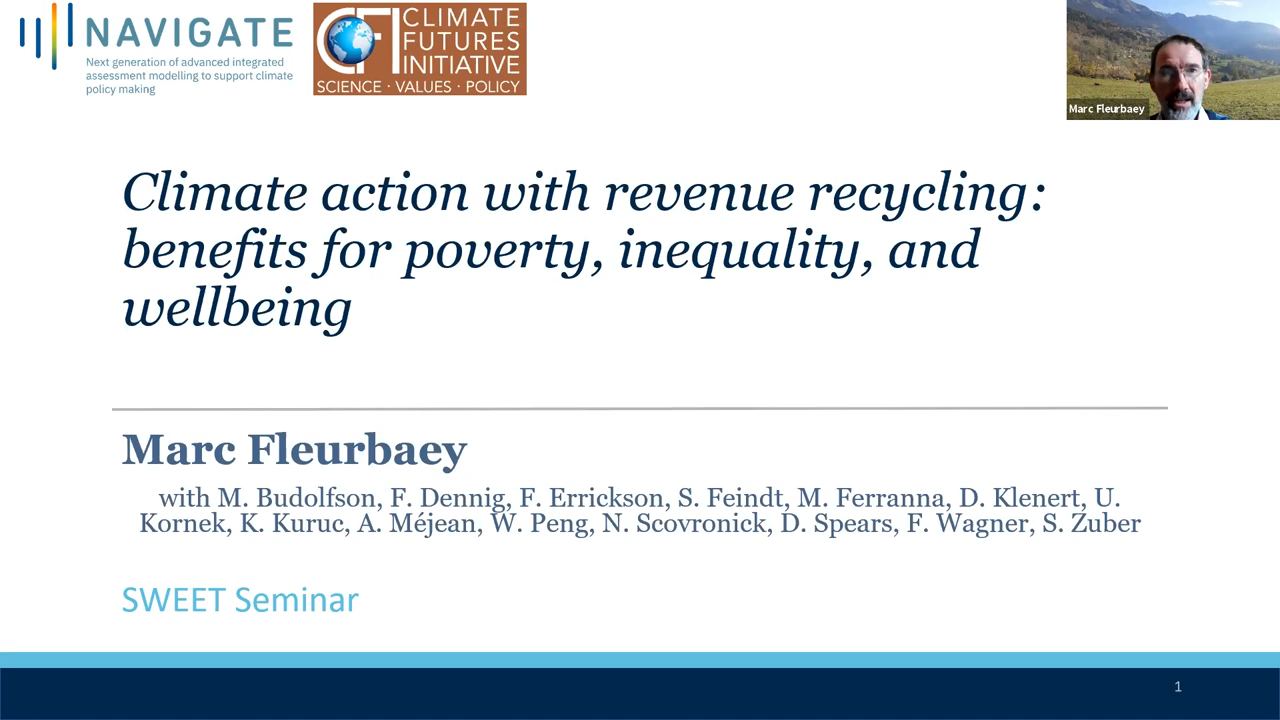 NAVIGATE
Next generation of advanced integrated
assessment modelling to support climate
policy making
CFI
CLIMATE
FUTURES
INITIATIVE
SCIENCE · VALUES · POLICY
Marc Fleurbaey
Climate action with revenue recycling:
benefits for poverty, inequality, and
wellbeing
Marc Fleurbaey
with M. Budolfson, F. Dennig, F. Errickson, S. Feindt, M. Ferranna, D. Klenert, U.
Kornek, K. Kuruc, A. Méjean, W. Peng, N. Scovronick, D. Spears, F. Wagner, S. Zuber
SWEET Seminar
1